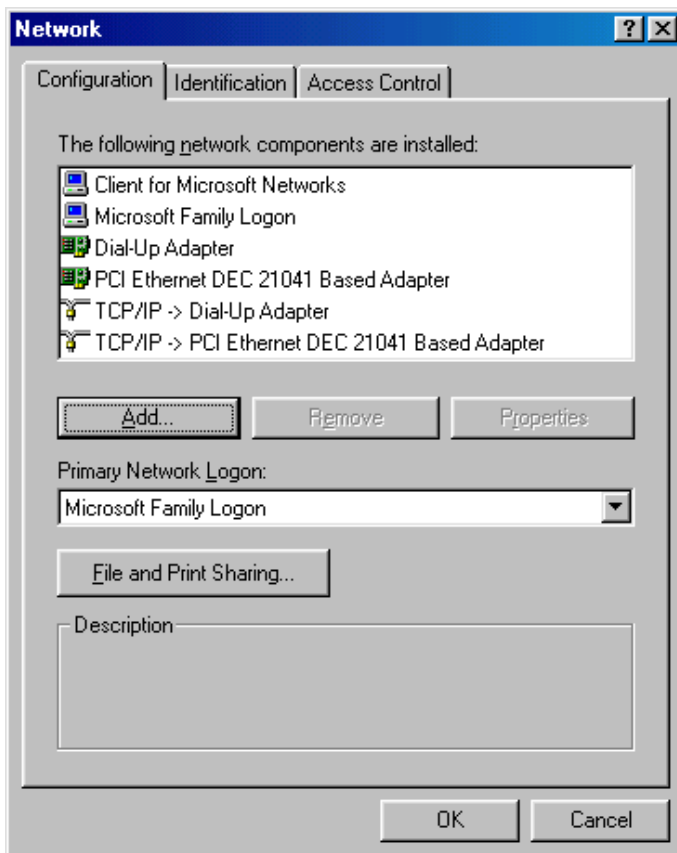 Network
Configuration Identification Access Control
The following network components are installed:
Client for Microsoft Networks
Microsoft Family Logon
Dial-Up Adapter
PCI Ethernet DEC 21041 Based Adapter
TCP/IP -> Dial-Up Adapter
TCP/IP -> PCI Ethernet DEC 21041 Based Adapter
Add... Remove Properties
Primary Network Logon:
Microsoft Family Logon
File and Print Sharing...
Description
OK Cancel